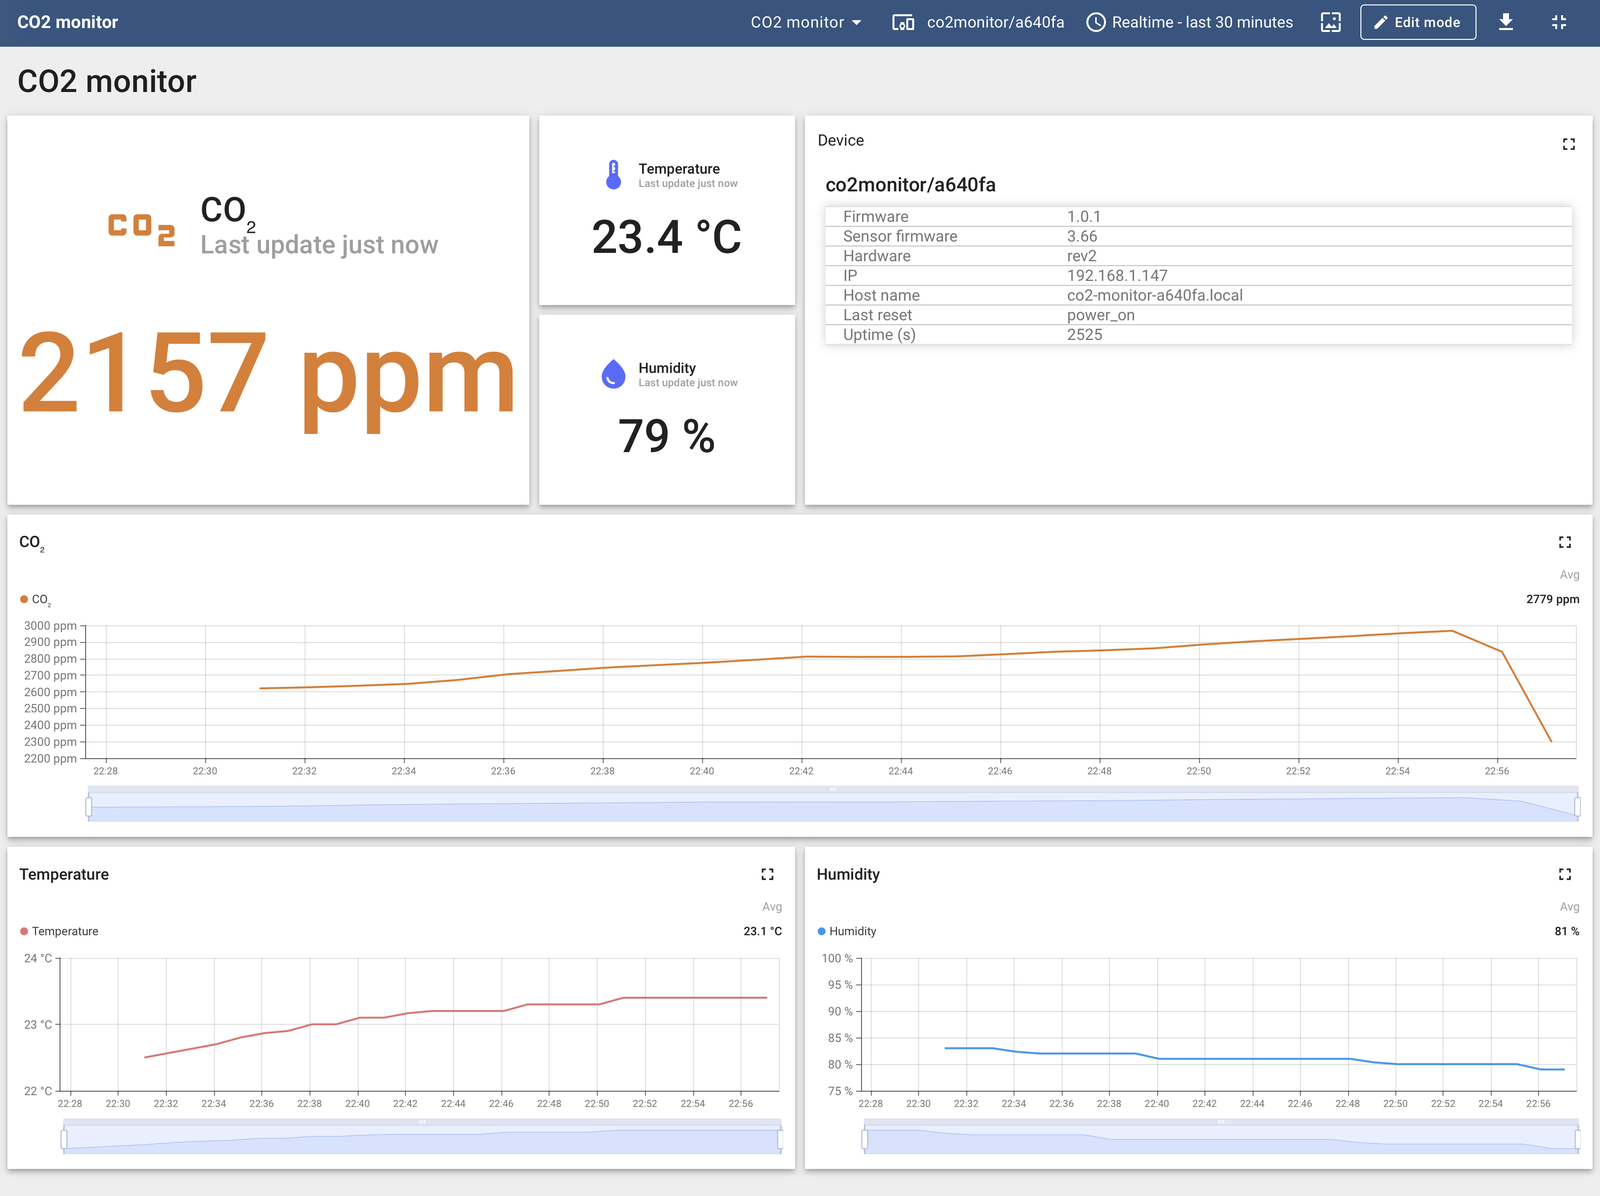 CO2 monitor
CO2 monitor
co2monitor/a640fa
Realtime - last 30 minutes
Edit mode
CO2 monitor
CO2
CO2
Last update just now
2157 ppm
Temperature
Last update just now
23.4 °C
Humidity
Last update just now
79 %
Device
co2monitor/a640fa
Firmware 1.0.1
Sensor firmware 3.66
Hardware rev2
IP 192.168.1.147
Host name co2-monitor-a640fa.local
Last reset power_on
Uptime (s) 2525
CO2
Avg
CO2 2779 ppm
3000 ppm
2900 ppm
2800 ppm
2700 ppm
2600 ppm
2500 ppm
2400 ppm
2300 ppm
2200 ppm
22:28 22:30 22:32 22:34 22:36 22:38 22:40 22:42 22:44 22:46 22:48 22:50 22:52 22:54 22:56
Temperature
Avg
Temperature 23.1 °C
24 °C
23 °C
22 °C
22:28 22:30 22:32 22:34 22:36 22:38 22:40 22:42 22:44 22:46 22:48 22:50 22:52 22:54 22:56
Humidity
Avg
Humidity 81 %
100 %
95 %
90 %
85 %
80 %
75 %
22:28 22:30 22:32 22:34 22:36 22:38 22:40 22:42 22:44 22:46 22:48 22:50 22:52 22:54 22:56